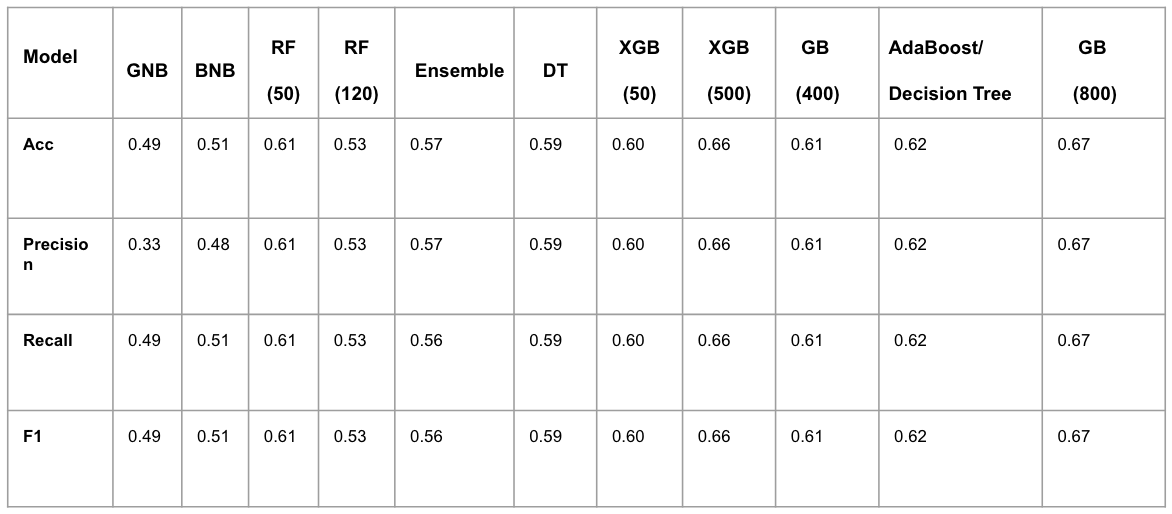 Model GNB BNB RF (50) RF (120) Ensemble DT XGB (50) XGB (500) GB (400) AdaBoost/ Decision Tree GB (800)
Acc 0.49 0.51 0.61 0.53 0.57 0.59 0.60 0.66 0.61 0.62 0.67
Precisio
n 0.33 0.48 0.61 0.53 0.57 0.59 0.60 0.66 0.61 0.62 0.67
Recall 0.49 0.51 0.61 0.53 0.56 0.59 0.60 0.66 0.61 0.62 0.67
F1 0.49 0.51 0.61 0.53 0.56 0.59 0.60 0.66 0.61 0.62 0.67